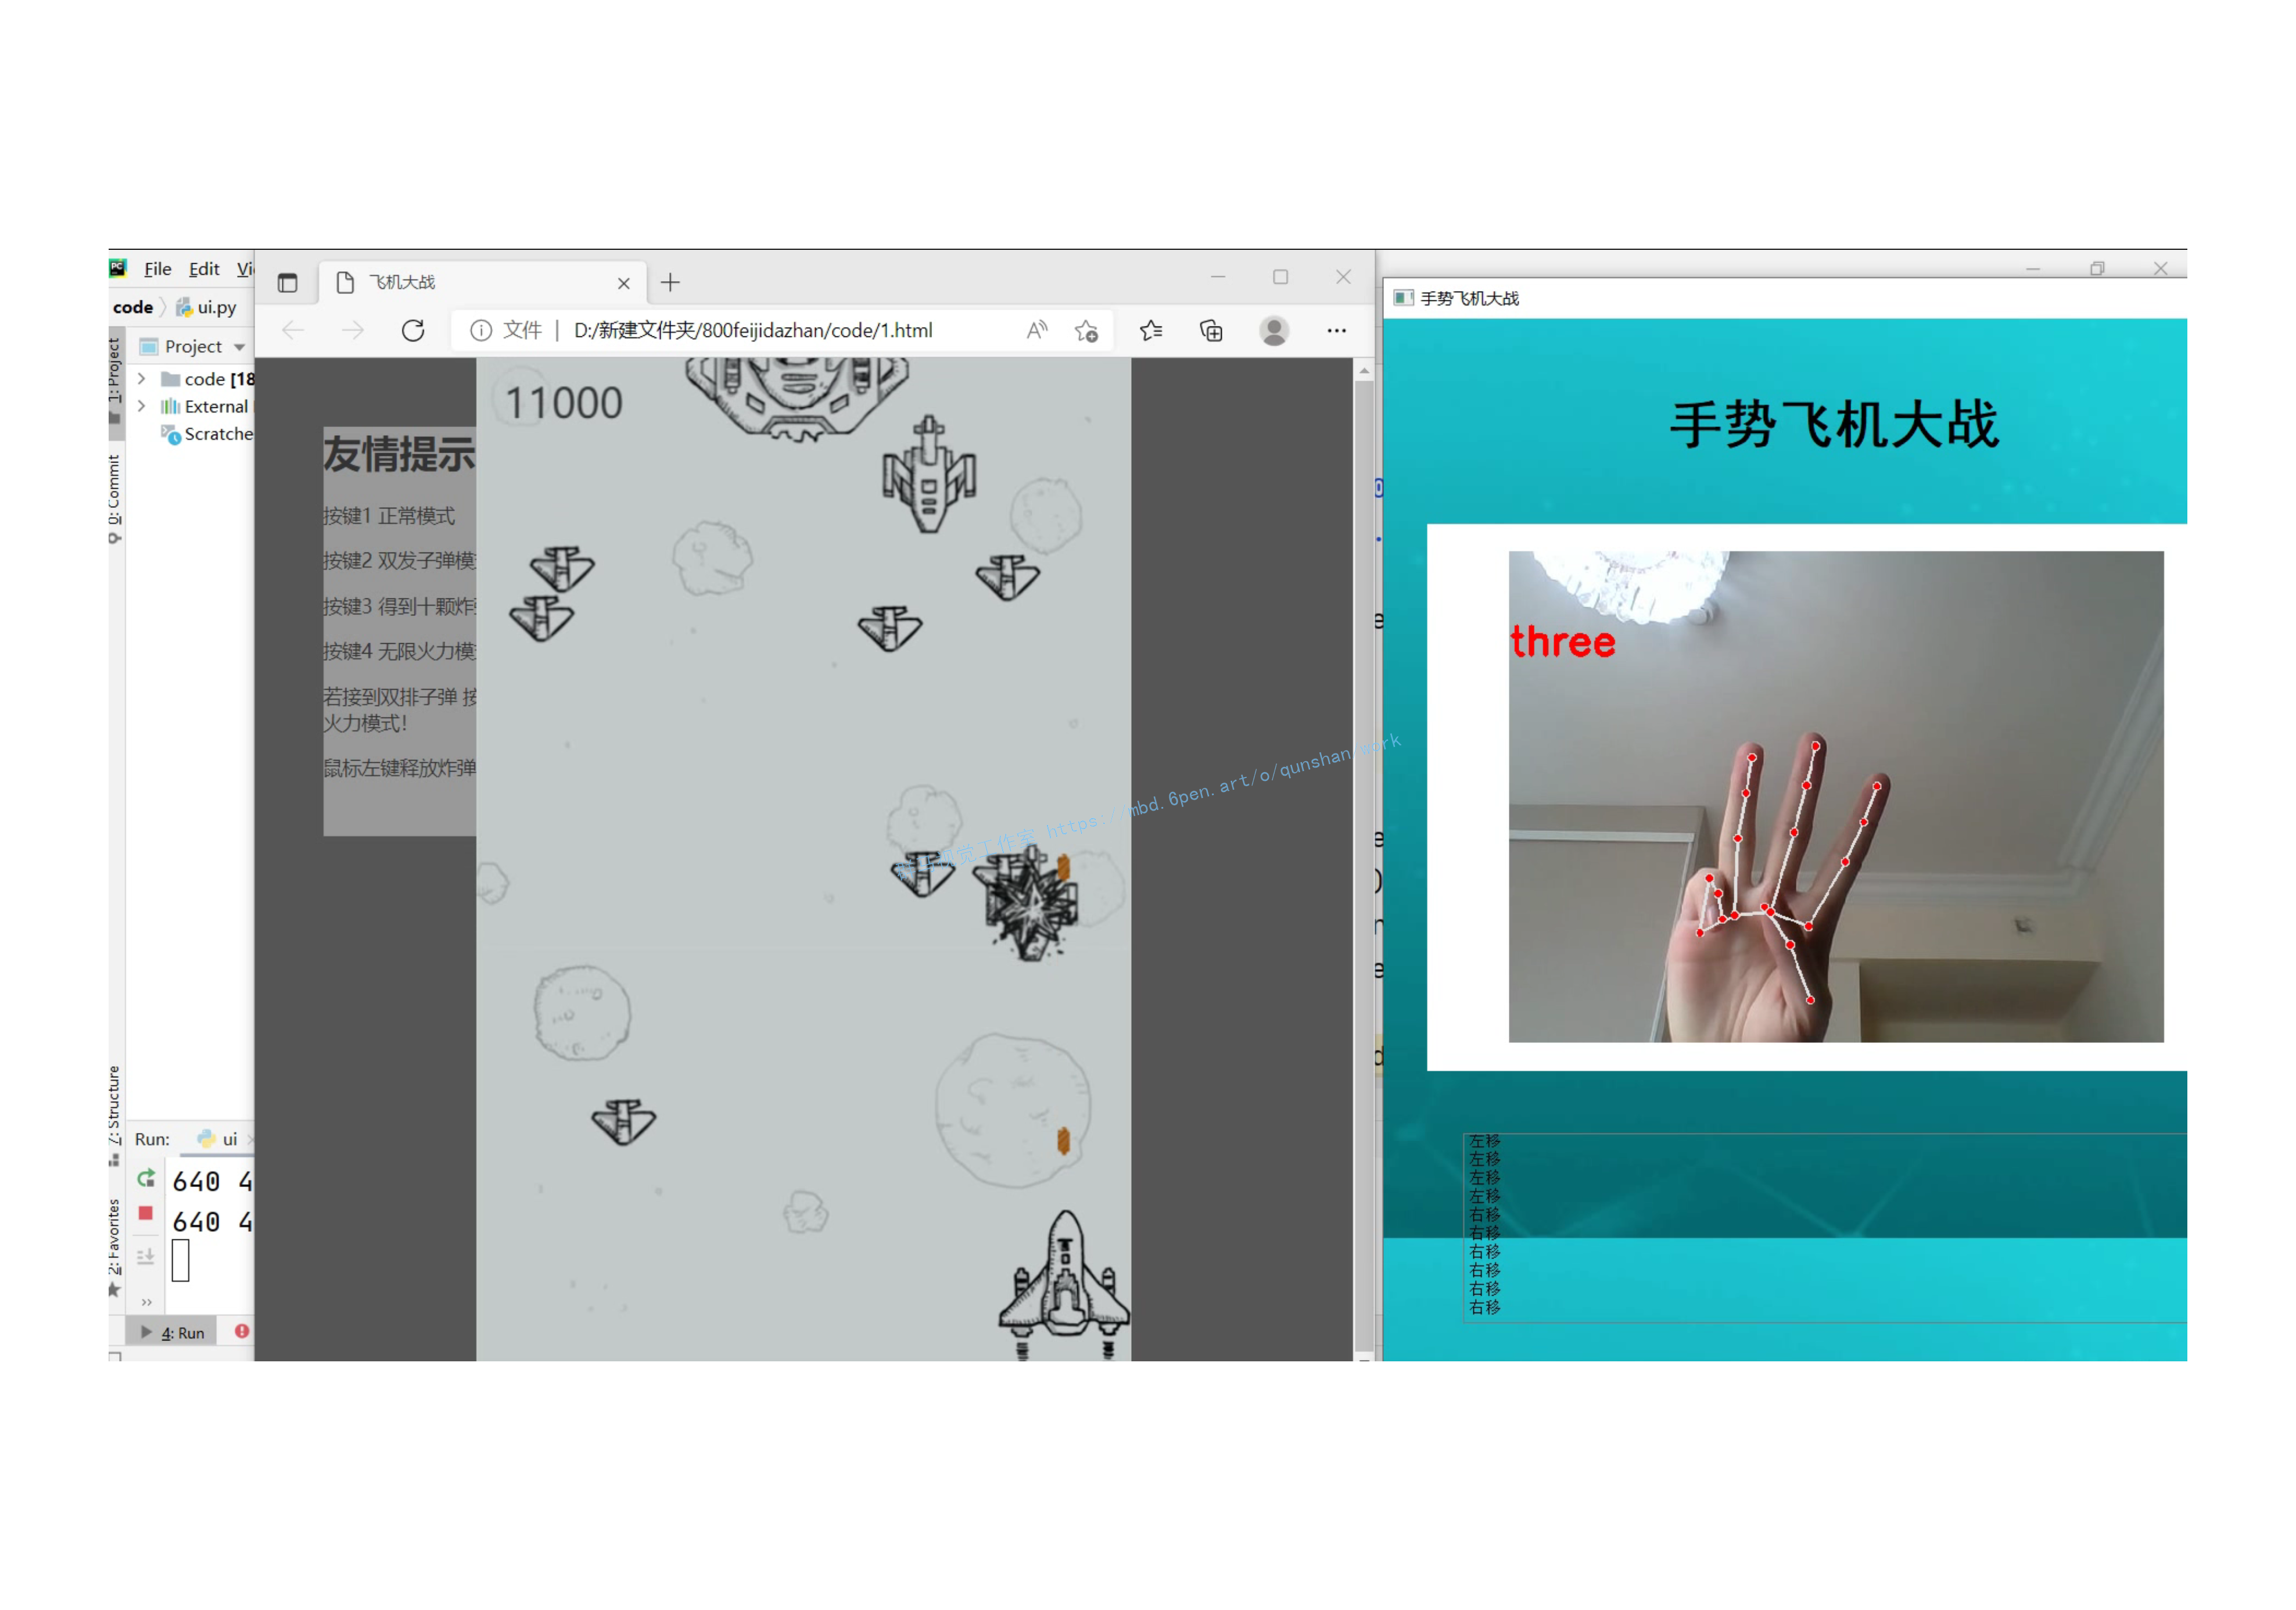 File Edit Vi
code ui.py
1: Project
Project
code [18
External
Scratche
0: Commit
7: Structure
2: Favorites
Run: ui
640 4
640 4
4: Run
飞机大战
文件 | D:/新建文件夹/800feijidazhan/code/1.html
11000
友情提示
按键1 正常模式
按键2 双发子弹模
按键3 得到十颗炸
按键4 无限火力模
若接到双排子弹 按
火力模式!
鼠标左键释放炸弹
视觉工作室 https://mbd.6pen.art/o/qunshan/work
手势飞机大战
手势飞机大战
three
左移
左移
左移
左移
右移
右移
右移
右移
右移
右移